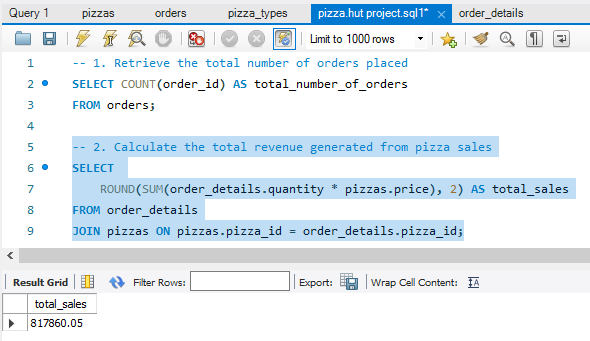 Query 1 pizzas orders pizza_types pizza.hut project.sql1* order_details
Limit to 1000 rows
1 -- 1. Retrieve the total number of orders placed
2 SELECT COUNT(order_id) AS total_number_of_orders
3 FROM orders;
4
5 -- 2. Calculate the total revenue generated from pizza sales
6 SELECT
7 ROUND(SUM(order_details.quantity * pizzas.price), 2) AS total_sales
8 FROM order_details
9 JOIN pizzas ON pizzas.pizza_id = order_details.pizza_id;
Result Grid Filter Rows: Export: Wrap Cell Content:
total_sales
817860.05